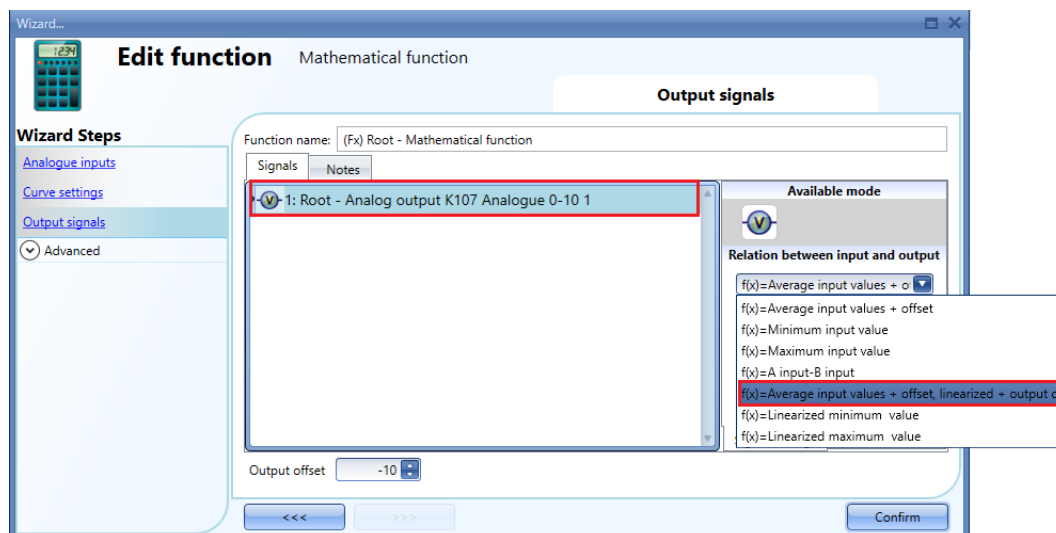 Wizard...
1234
Edit function Mathematical function
Output signals
Wizard Steps
Analogue inputs
Curve settings
Output signals
Advanced
Function name: (Fx) Root - Mathematical function
Signals Notes
V 1: Root - Analog output K107 Analogue 0-10 1
Available mode
V
Relation between input and output
f(x)=Average input values + o
f(x)=Average input values + offset
f(x)=Minimum input value
f(x)=Maximum input value
f(x)=A input-B input
f(x)=Average input values + offset, linearized + output
f(x)=Linearized minimum value
f(x)=Linearized maximum value
Output offset -10
<<< >>> Confirm